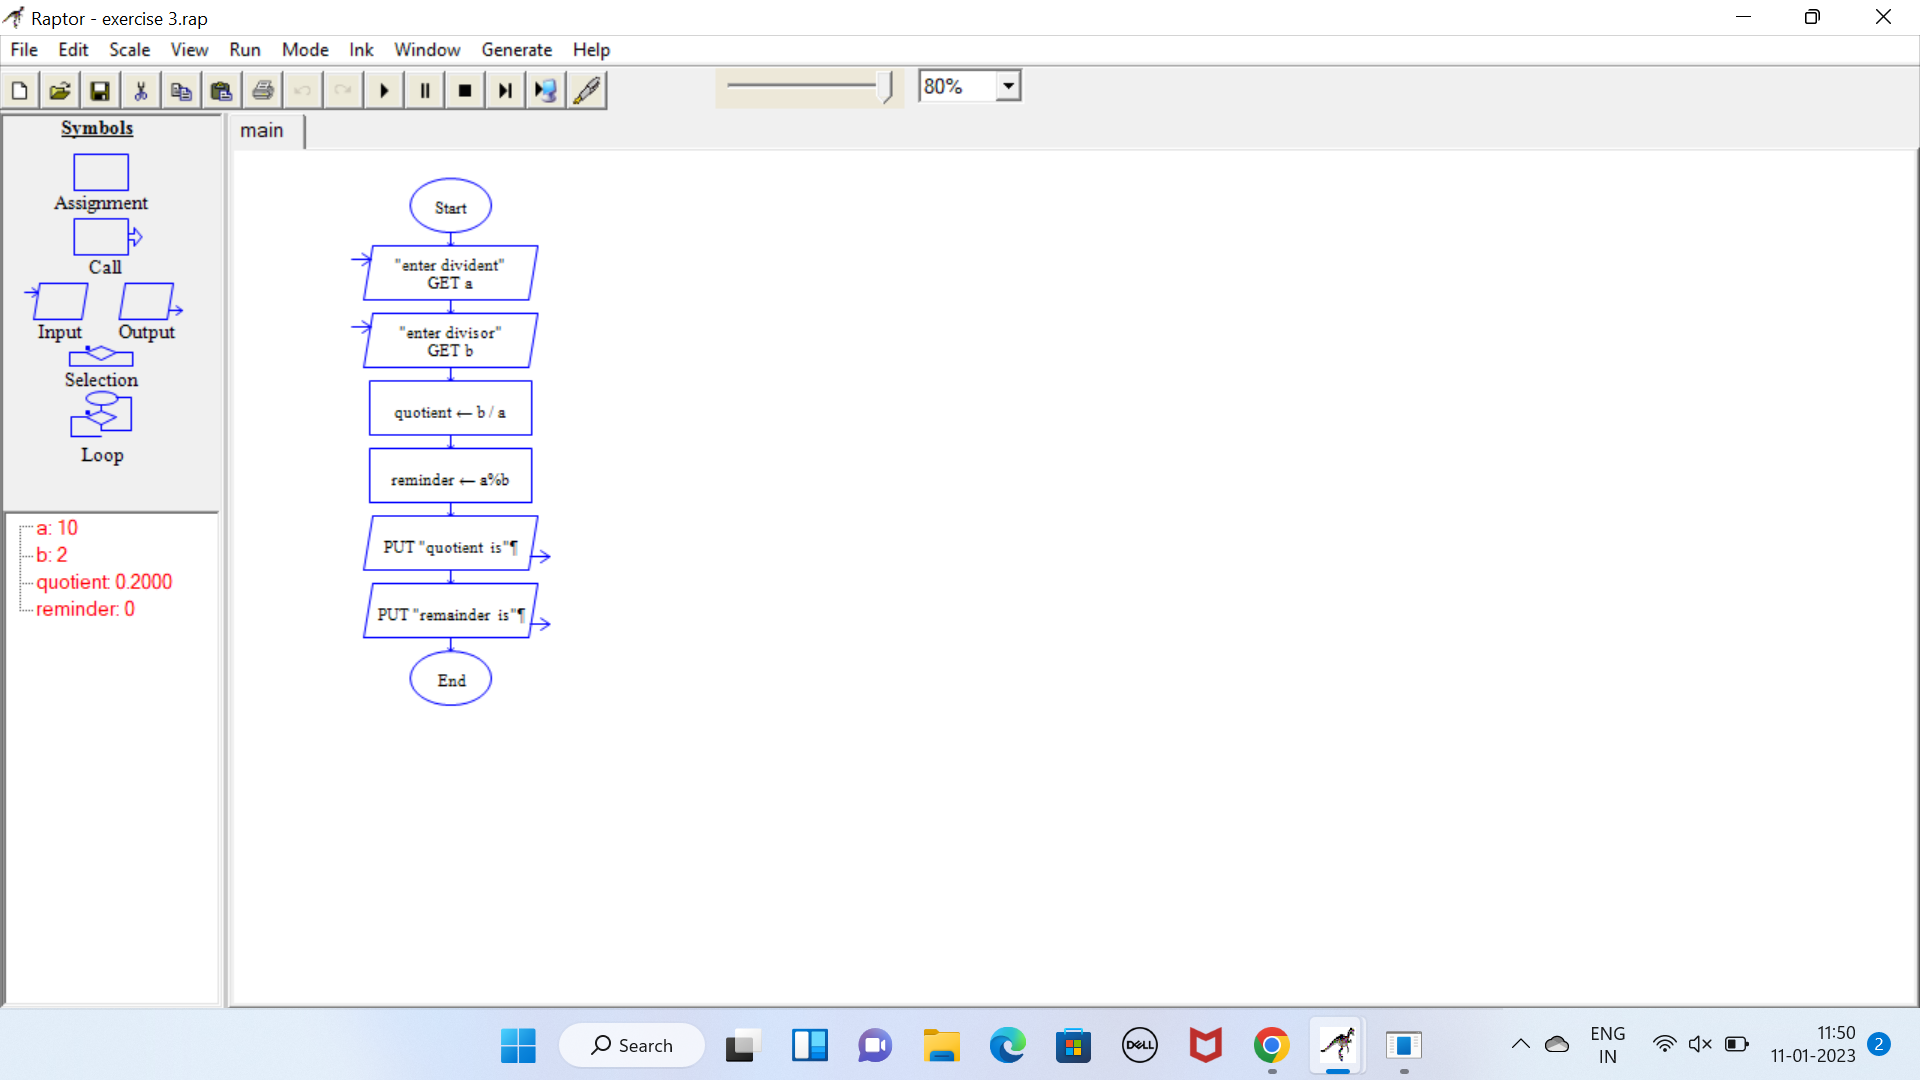 Raptor - exercise 3.rap
File Edit Scale View Run Mode Ink Window Generate Help
80%
Symbols
Assignment
Call
Input Output
Selection
Loop
a: 10
b: 2
quotient: 0.2000
reminder: 0
main
Start
"enter divident"
GET a
"enter divisor"
GET b
quotient ← b / a
reminder ← a%b
PUT "quotient is"¶
PUT "remainder is"¶
End
Search
DELL
ENG
IN
11:50
11-01-2023
2